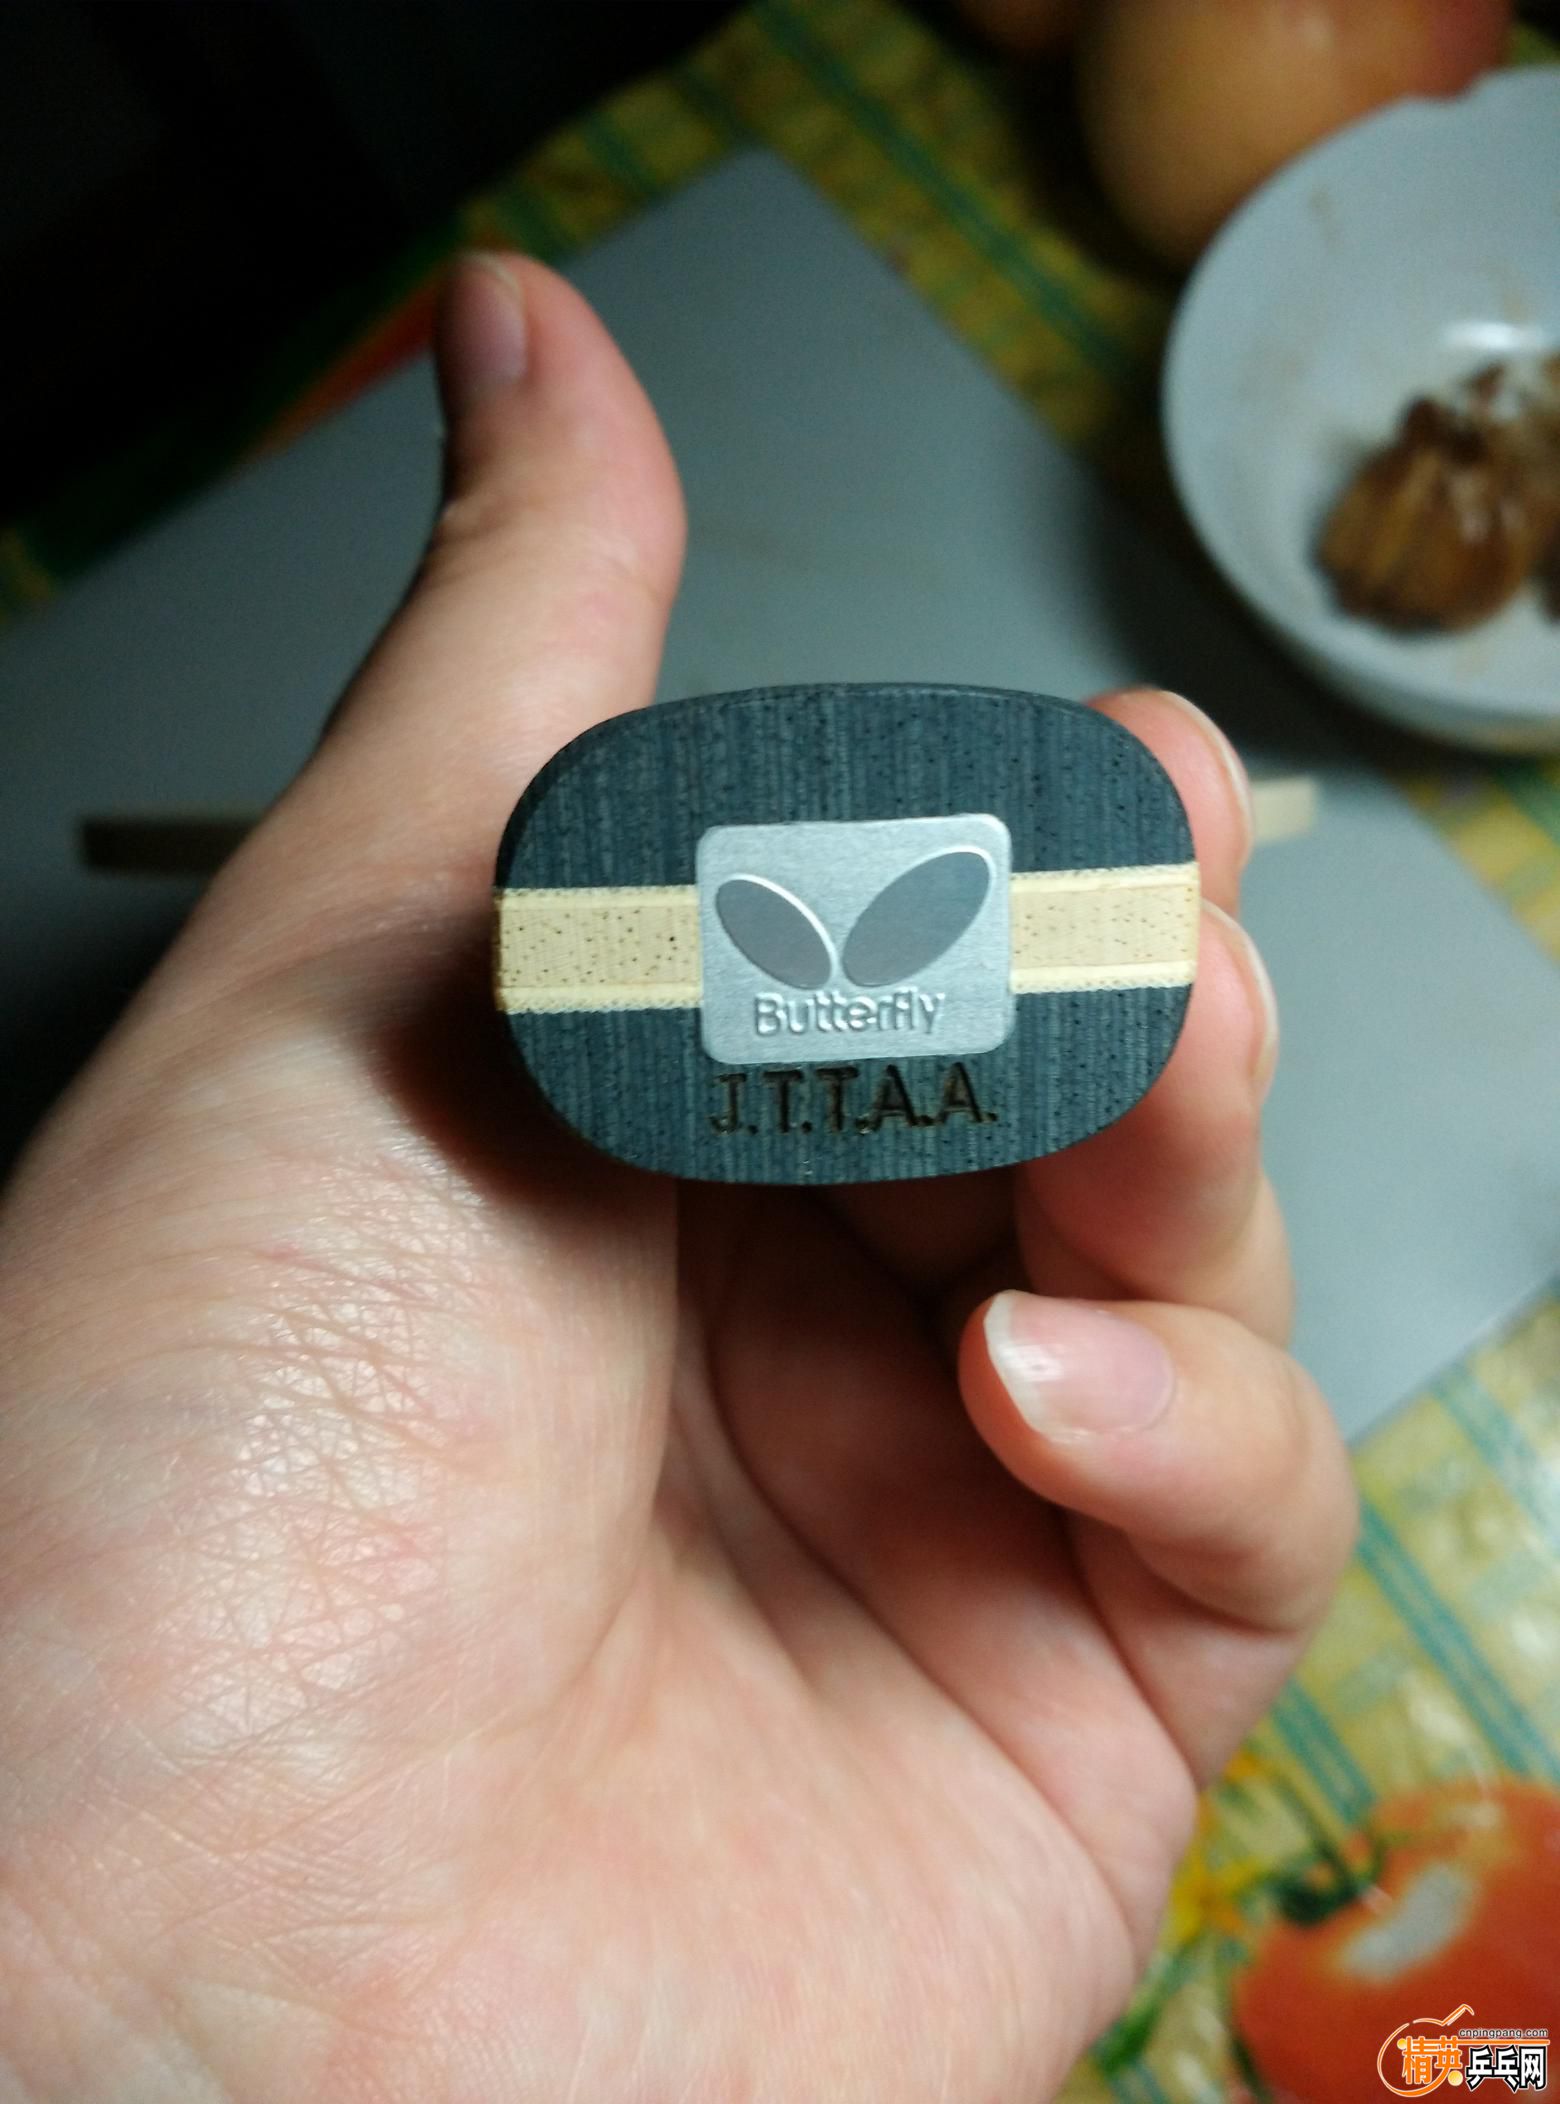 Butterfly
J.T.T.A.A.
cnpingpang.com
精英乒乓网